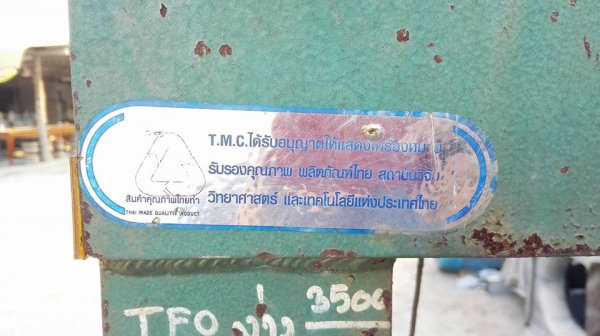 T.M.C.ได้รับอนุญาตให้แสดงเครื่องหมาย
รับรองคุณภาพ ผลิตภัณฑ์ไทย สถาบันวิจัย
วิทยาศาสตร์ และเทคโนโลยีแห่งประเทศไทย
สินค้าคุณภาพไทยทำ
THAI MADE QUALITY PRODUCT
TFO 3500